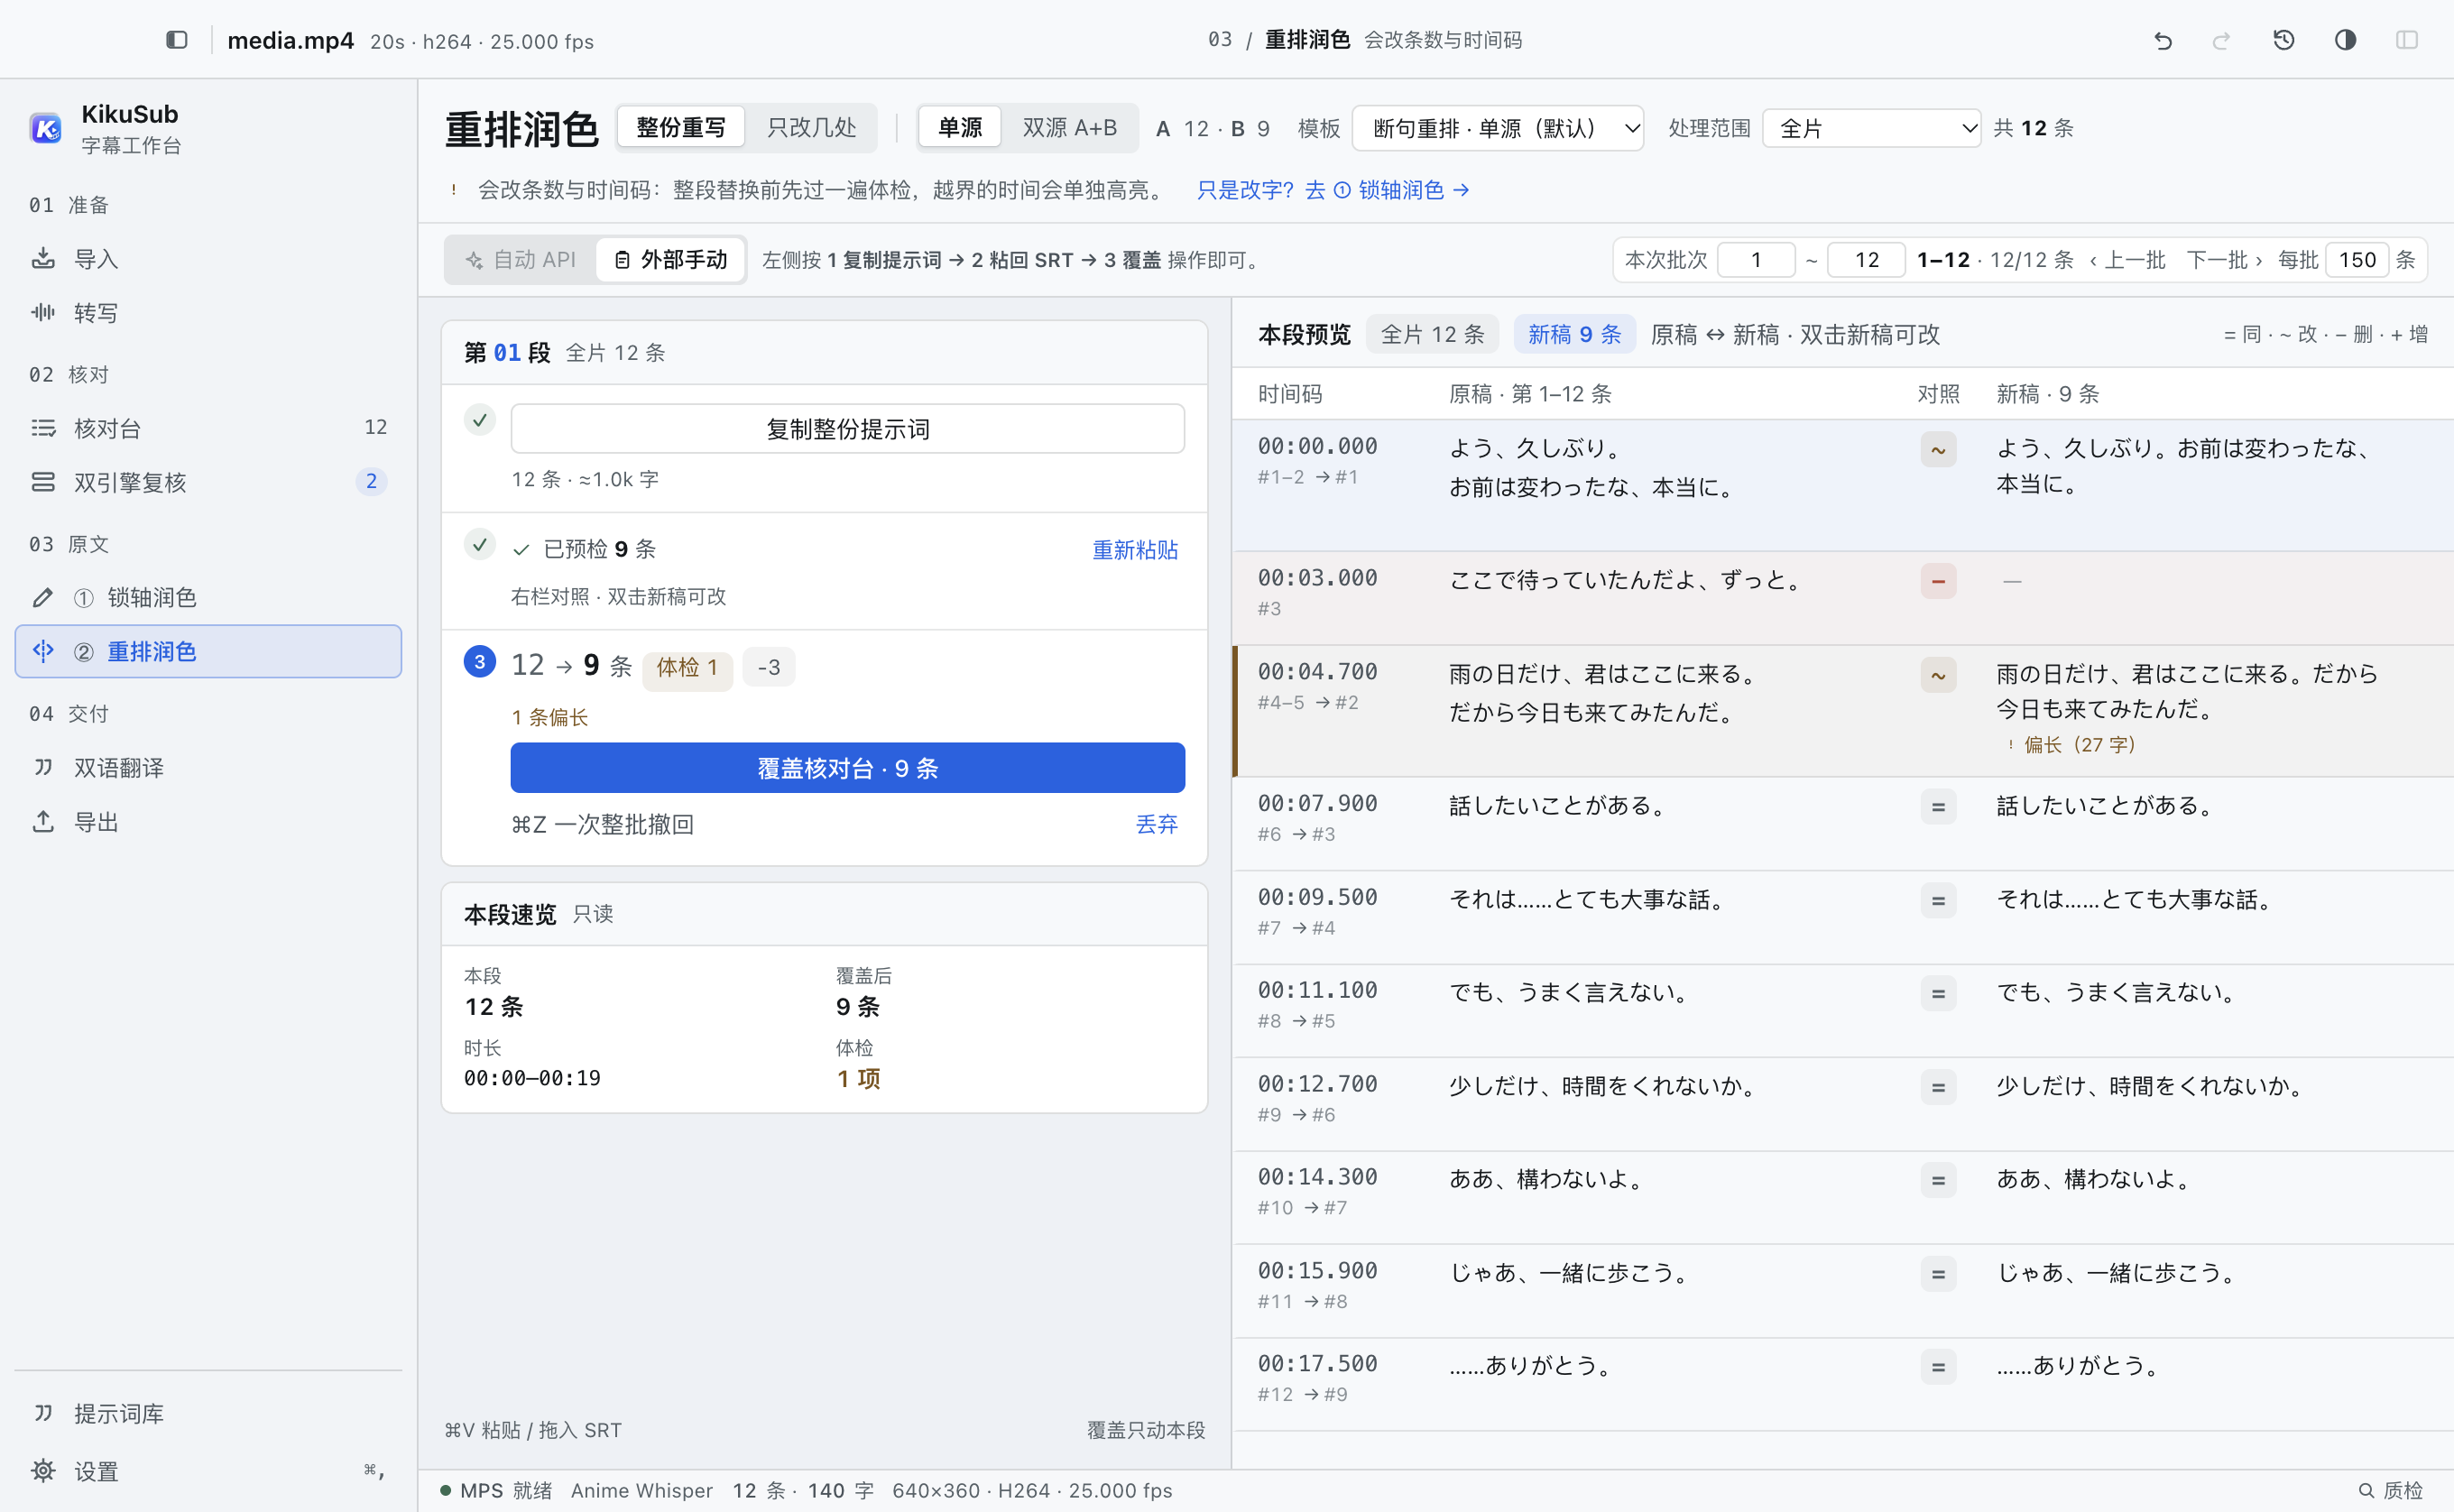 media.mp4 20s · h264 · 25.000 fps
03 / 重排润色 会改条数与时间码
KikuSub
字幕工作台
01 准备
导入
转写
02 核对
核对台 12
双引擎复核 2
03 原文
① 锁轴润色
② 重排润色
04 交付
双语翻译
导出
提示词库
设置 ⌘,
重排润色 整份重写 只改几处 单源 双源 A+B A 12 · B 9 模板 断句重排 · 单源（默认） 处理范围 全片 共 12 条
! 会改条数与时间码：整段替换前先过一遍体检，越界的时间会单独高亮。 只是改字？去 ① 锁轴润色 →
自动 API 外部手动 左侧按 1 复制提示词 → 2 粘回 SRT → 3 覆盖 操作即可。
本次批次 1 ~ 12 1–12 · 12/12 条 ‹ 上一批 下一批 › 每批 150 条
第 01 段 全片 12 条
复制整份提示词
12 条 · ≈1.0k 字
已预检 9 条 重新粘贴
右栏对照 · 双击新稿可改
3 12 → 9 条 体检 1 -3
1 条偏长
覆盖核对台 · 9 条
⌘Z 一次整批撤回 丢弃
本段速览 只读
本段 覆盖后
12 条 9 条
时长 体检
00:00—00:19 1 项
⌘V 粘贴 / 拖入 SRT 覆盖只动本段
本段预览 全片 12 条 新稿 9 条 原稿 ↔ 新稿 · 双击新稿可改 = 同 · ~ 改 · − 删 · + 增
时间码 原稿 · 第 1–12 条 对照 新稿 · 9 条
00:00.000 よう、久しぶり。 ~ よう、久しぶり。お前は変わったな、
#1–2 →#1 お前は変わったな、本当に。 本当に。
00:03.000 ここで待っていたんだよ、ずっと。 − —
#3
00:04.700 雨の日だけ、君はここに来る。 ~ 雨の日だけ、君はここに来る。だから
#4–5 →#2 だから今日も来てみたんだ。 今日も来てみたんだ。
! 偏长（27 字）
00:07.900 話したいことがある。 = 話したいことがある。
#6 →#3
00:09.500 それは……とても大事な話。 = それは……とても大事な話。
#7 →#4
00:11.100 でも、うまく言えない。 = でも、うまく言えない。
#8 →#5
00:12.700 少しだけ、時間をくれないか。 = 少しだけ、時間をくれないか。
#9 →#6
00:14.300 ああ、構わないよ。 = ああ、構わないよ。
#10 →#7
00:15.900 じゃあ、一緒に歩こう。 = じゃあ、一緒に歩こう。
#11 →#8
00:17.500 ……ありがとう。 = ……ありがとう。
#12 →#9
MPS 就绪 Anime Whisper 12 条 · 140 字 640×360 · H264 · 25.000 fps 质检